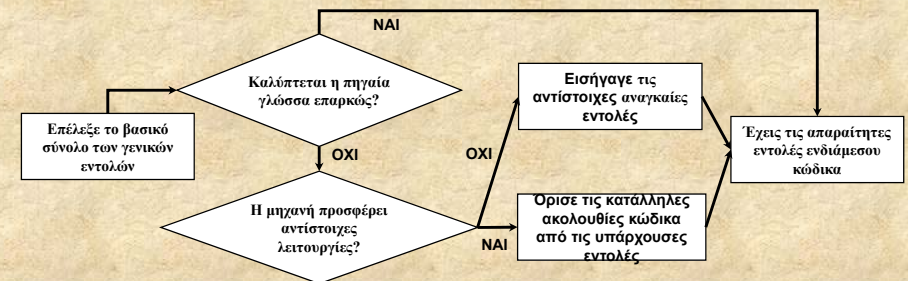 ΝΑΙ
Καλύπτεται η πηγαία
γλώσσα επαρκώς?
Επέλεξε το βασικό
σύνολο των γενικών
εντολών
ΟΧΙ
Η μηχανή προσφέρει
αντίστοιχες
λειτουργίες?
ΟΧΙ
ΝΑΙ
Εισήγαγε τις
αντίστοιχες αναγκαίες
εντολές
Όρισε τις κατάλληλες
ακολουθίες κώδικα
από τις υπάρχουσες
εντολές
Έχεις τις απαραίτητες
εντολές ενδιάμεσου
κώδικα